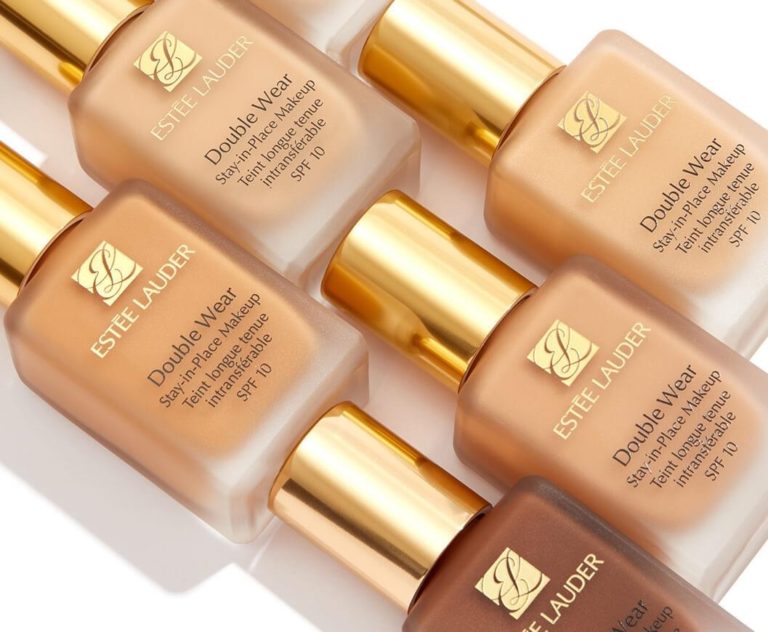 ESTĒE LAUDER
Double Wear
Stay-in-Place Makeup
Teint longue tenue
intransférable
SPF 10
ESTĒE LAUDER
Double Wear
Stay-in-Place Makeup
Teint longue tenue
intransférable
SPF 10
ESTĒE LAUDER
Double Wear
Stay-in-Place Makeup
Teint longue tenue
intransférable
SPF 10
ESTĒE LAUDER
Double Wear
Stay-in-Place Makeup
Teint longue tenue
intransférable
SPF 10
ESTĒE LAUDER
Double Wear
Makeup